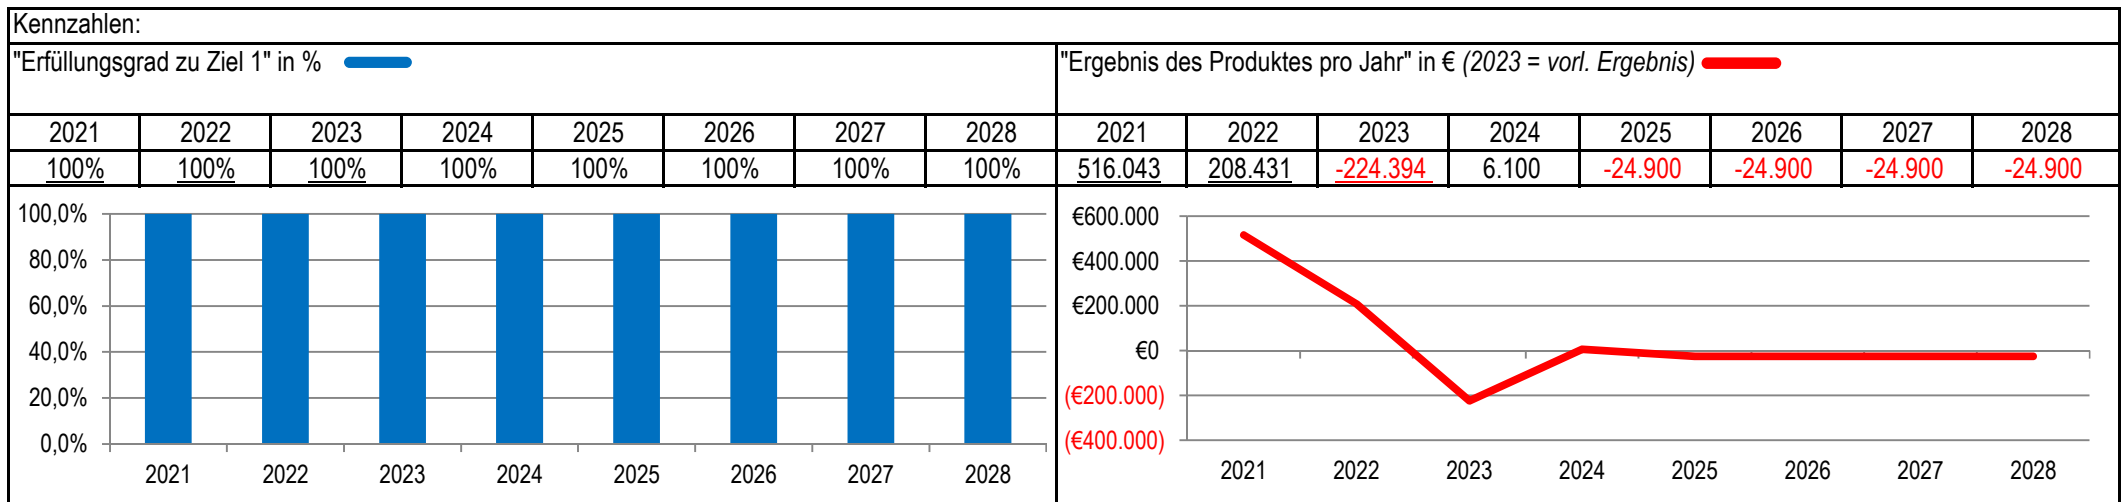 Kennzahlen:
"Erfüllungsgrad zu Ziel 1" in %
"Ergebnis des Produktes pro Jahr" in € (2023 = vorl. Ergebnis)
2021 2022 2023 2024 2025 2026 2027 2028
100% 100% 100% 100% 100% 100% 100% 100%
2021 2022 2023 2024 2025 2026 2027 2028
516.043 208.431 -224.394 6.100 -24.900 -24.900 -24.900 -24.900
100,0%
80,0%
60,0%
40,0%
20,0%
0,0%
2021 2022 2023 2024 2025 2026 2027 2028
€600.000
€400.000
€200.000
€0
(€200.000)
(€400.000)
2021 2022 2023 2024 2025 2026 2027 2028